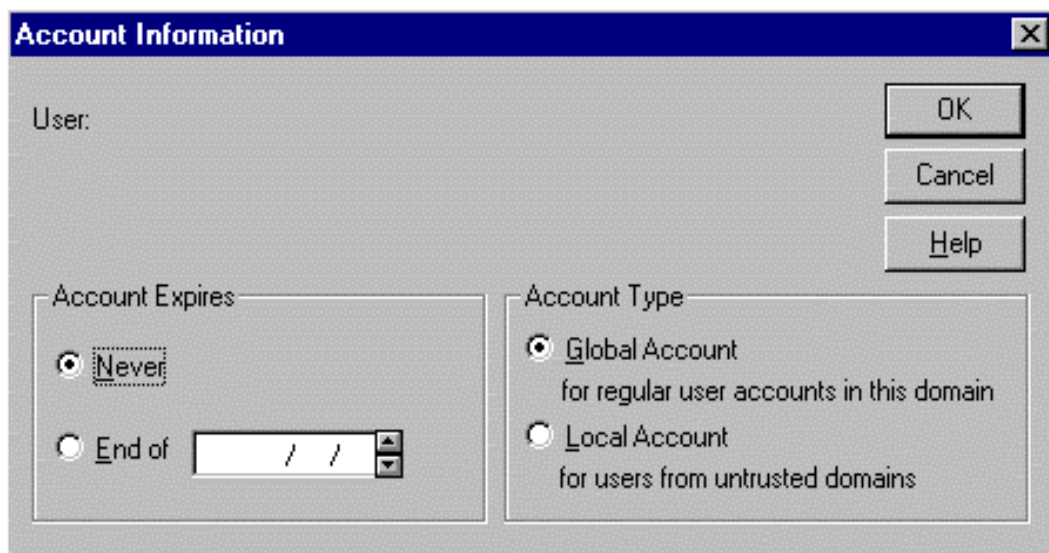 Account Information
User:
OK
Cancel
Help
Account Expires
Never
End of / /
Account Type
Global Account
for regular user accounts in this domain
Local Account
for users from untrusted domains